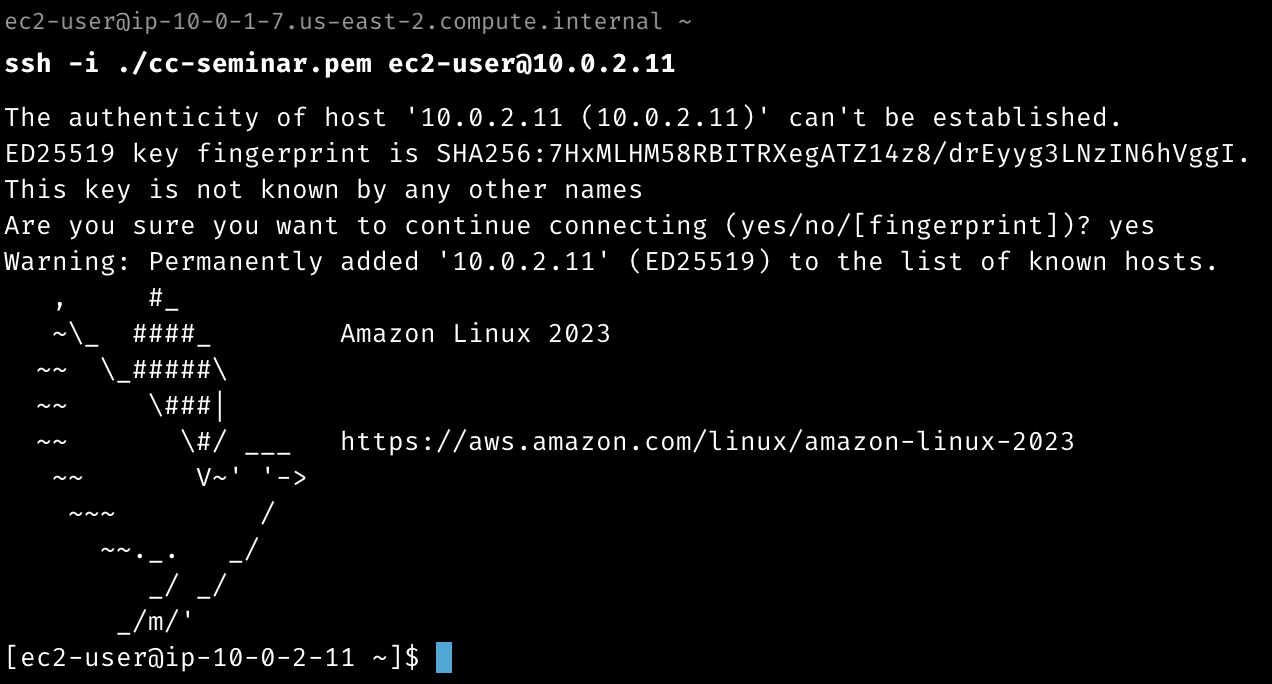 ec2-user@ip-10-0-1-7.us-east-2.compute.internal ~
ssh -i ./cc-seminar.pem ec2-user@10.0.2.11
The authenticity of host '10.0.2.11 (10.0.2.11)' can't be established.
ED25519 key fingerprint is SHA256:7HxMLHM58RBITRXegATZ14z8/drEyyg3LNzIN6hVggI.
This key is not known by any other names
Are you sure you want to continue connecting (yes/no/[fingerprint])? yes
Warning: Permanently added '10.0.2.11' (ED25519) to the list of known hosts.
   ,     #_
   ~\_  ####_        Amazon Linux 2023
  ~~  \_#####\
  ~~     \###|
  ~~       \#/ ___   https://aws.amazon.com/linux/amazon-linux-2023
   ~~       V~' '->
    ~~~         /
      ~~._.   _/
         _/ _/
       _/m/'
[ec2-user@ip-10-0-2-11 ~]$